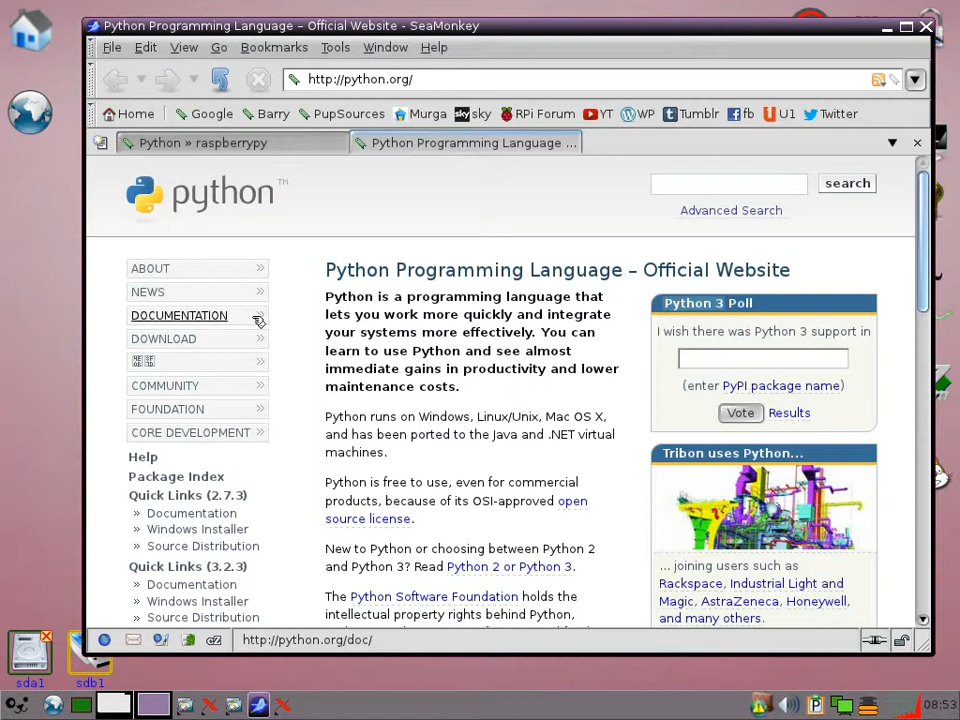 Python Programming Language – Official Website - SeaMonkey
File Edit View Go Bookmarks Tools Window Help
http://python.org/
Home Google Barry PupSources Murga sky sky RPi Forum YT WP Tumblr fb U1 Twitter
Python » raspberrypy Python Programming Language ...
python™
search
Advanced Search
ABOUT
NEWS
DOCUMENTATION
DOWNLOAD
COMMUNITY
FOUNDATION
CORE DEVELOPMENT
Help
Package Index
Quick Links (2.7.3)
» Documentation
» Windows Installer
» Source Distribution
Quick Links (3.2.3)
» Documentation
» Windows Installer
» Source Distribution
Python Programming Language – Official Website
Python is a programming language that
lets you work more quickly and integrate
your systems more effectively. You can
learn to use Python and see almost
immediate gains in productivity and lower
maintenance costs.
Python runs on Windows, Linux/Unix, Mac OS X,
and has been ported to the Java and .NET virtual
machines.
Python is free to use, even for commercial
products, because of its OSI-approved open
source license.
New to Python or choosing between Python 2
and Python 3? Read Python 2 or Python 3.
The Python Software Foundation holds the
intellectual property rights behind Python,
Python 3 Poll
I wish there was Python 3 support in
(enter PyPI package name)
Vote Results
Tribon uses Python...
... joining users such as
Rackspace, Industrial Light and
Magic, AstraZeneca, Honeywell,
and many others.
http://python.org/doc/
sda1 sdb1
08:53